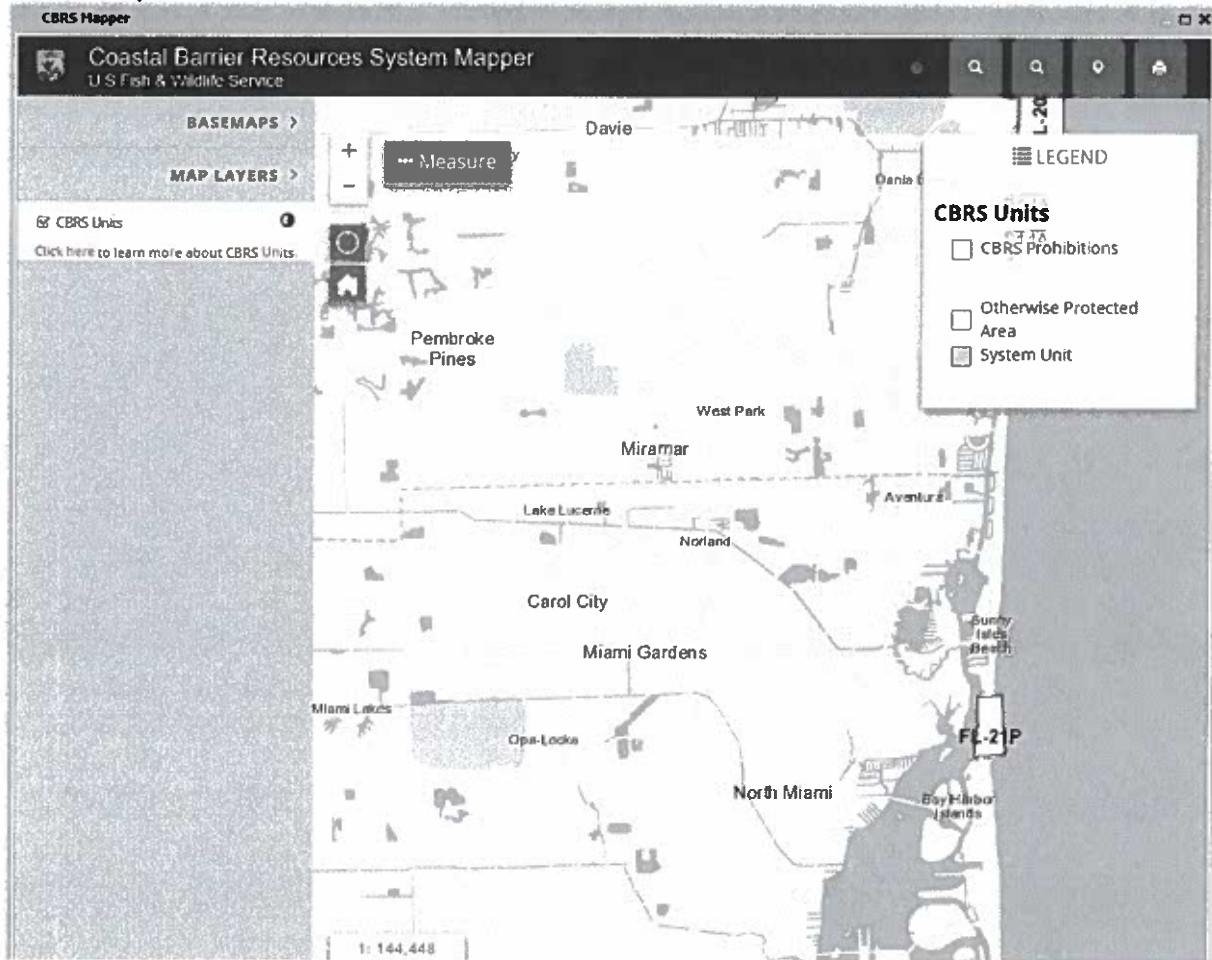 CBRS Mapper
Coastal Barrier Resources System Mapper
U S Fish & Wildlife Service
BASEMAPS >
MAP LAYERS >
CBRS Units
Click here to learn more about CBRS Units.
+
−
••• Measure
Davie
Dania
L-20
LEGEND
CBRS Units
CBRS Prohibitions
Otherwise Protected
Area
System Unit
Pembroke
Pines
West Park
Miramar
Aventura
Lake Lucerne
Norland
Carol City
Sunny
Isles
Beach
Miami Gardens
Miami Lakes
Opa-Locka
FL-21P
North Miami
Bay Harbor
Islands
1: 144,448